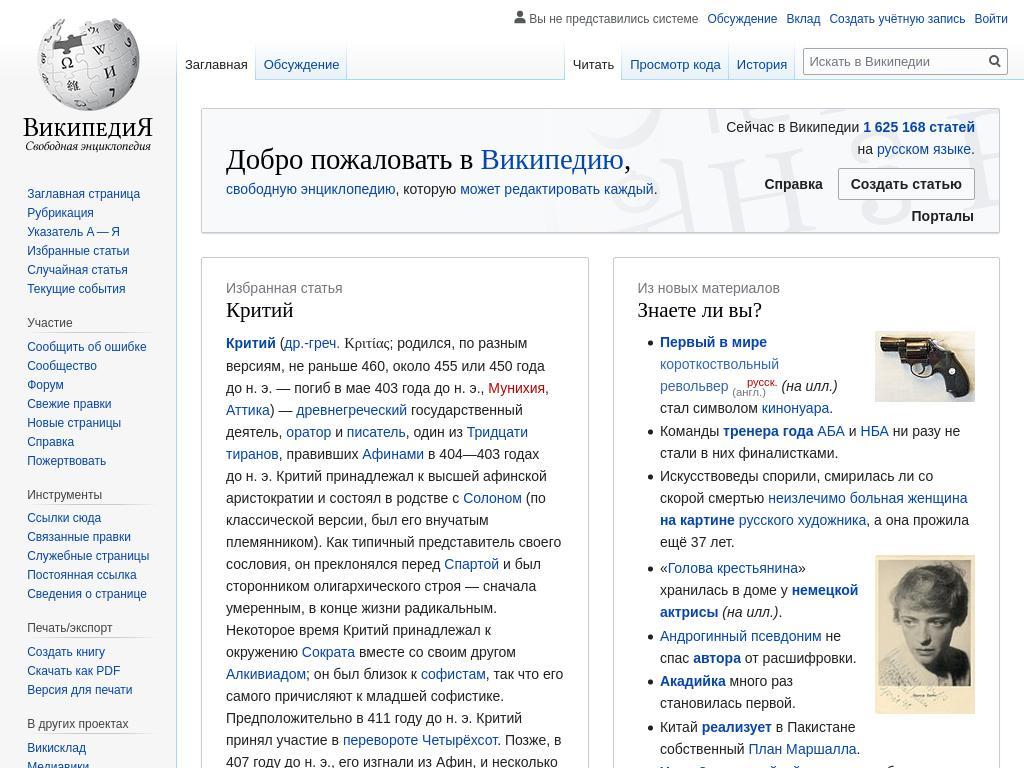 Вы не представились системе Обсуждение Вклад Создать учётную запись Войти
Заглавная Обсуждение Читать Просмотр кода История Искать в Википедии
ВикипедиЯ
Свободная энциклопедия
Заглавная страница
Рубрикация
Указатель А — Я
Избранные статьи
Случайная статья
Текущие события
Участие
Сообщить об ошибке
Сообщество
Форум
Свежие правки
Новые страницы
Справка
Пожертвовать
Инструменты
Ссылки сюда
Связанные правки
Служебные страницы
Постоянная ссылка
Сведения о странице
Печать/экспорт
Создать книгу
Скачать как PDF
Версия для печати
В других проектах
Викисклад
Медиавики
Добро пожаловать в Википедию,
свободную энциклопедию, которую может редактировать каждый.
Сейчас в Википедии 1 625 168 статей
на русском языке.
Справка Создать статью
Порталы
Избранная статья
Критий
Критий (др.-греч. Κριτίας; родился, по разным
версиям, не раньше 460, около 455 или 450 года
до н. э. — погиб в мае 403 года до н. э., Мунихия,
Аттика) — древнегреческий государственный
деятель, оратор и писатель, один из Тридцати
тиранов, правивших Афинами в 404—403 годах
до н. э. Критий принадлежал к высшей афинской
аристократии и состоял в родстве с Солоном (по
классической версии, был его внучатым
племянником). Как типичный представитель своего
сословия, он преклонялся перед Спартой и был
сторонником олигархического строя — сначала
умеренным, в конце жизни радикальным.
Некоторое время Критий принадлежал к
окружению Сократа вместе со своим другом
Алкивиадом; он был близок к софистам, так что его
самого причисляют к младшей софистике.
Предположительно в 411 году до н. э. Критий
принял участие в перевороте Четырёхсот. Позже, в
407 году до н. э., его изгнали из Афин, и несколько
Из новых материалов
Знаете ли вы?
Первый в мире
короткоствольный
револьвер русск. (англ.) (на илл.)
стал символом кинонуара.
Команды тренера года АБА и НБА ни разу не
стали в них финалистками.
Искусствоведы спорили, смирилась ли со
скорой смертью неизлечимо больная женщина
на картине русского художника, а она прожила
ещё 37 лет.
«Голова крестьянина»
хранилась в доме у немецкой
актрисы (на илл.).
Андрогинный псевдоним не
спас автора от расшифровки.
Акадийка много раз
становилась первой.
Китай реализует в Пакистане
собственный План Маршалла.